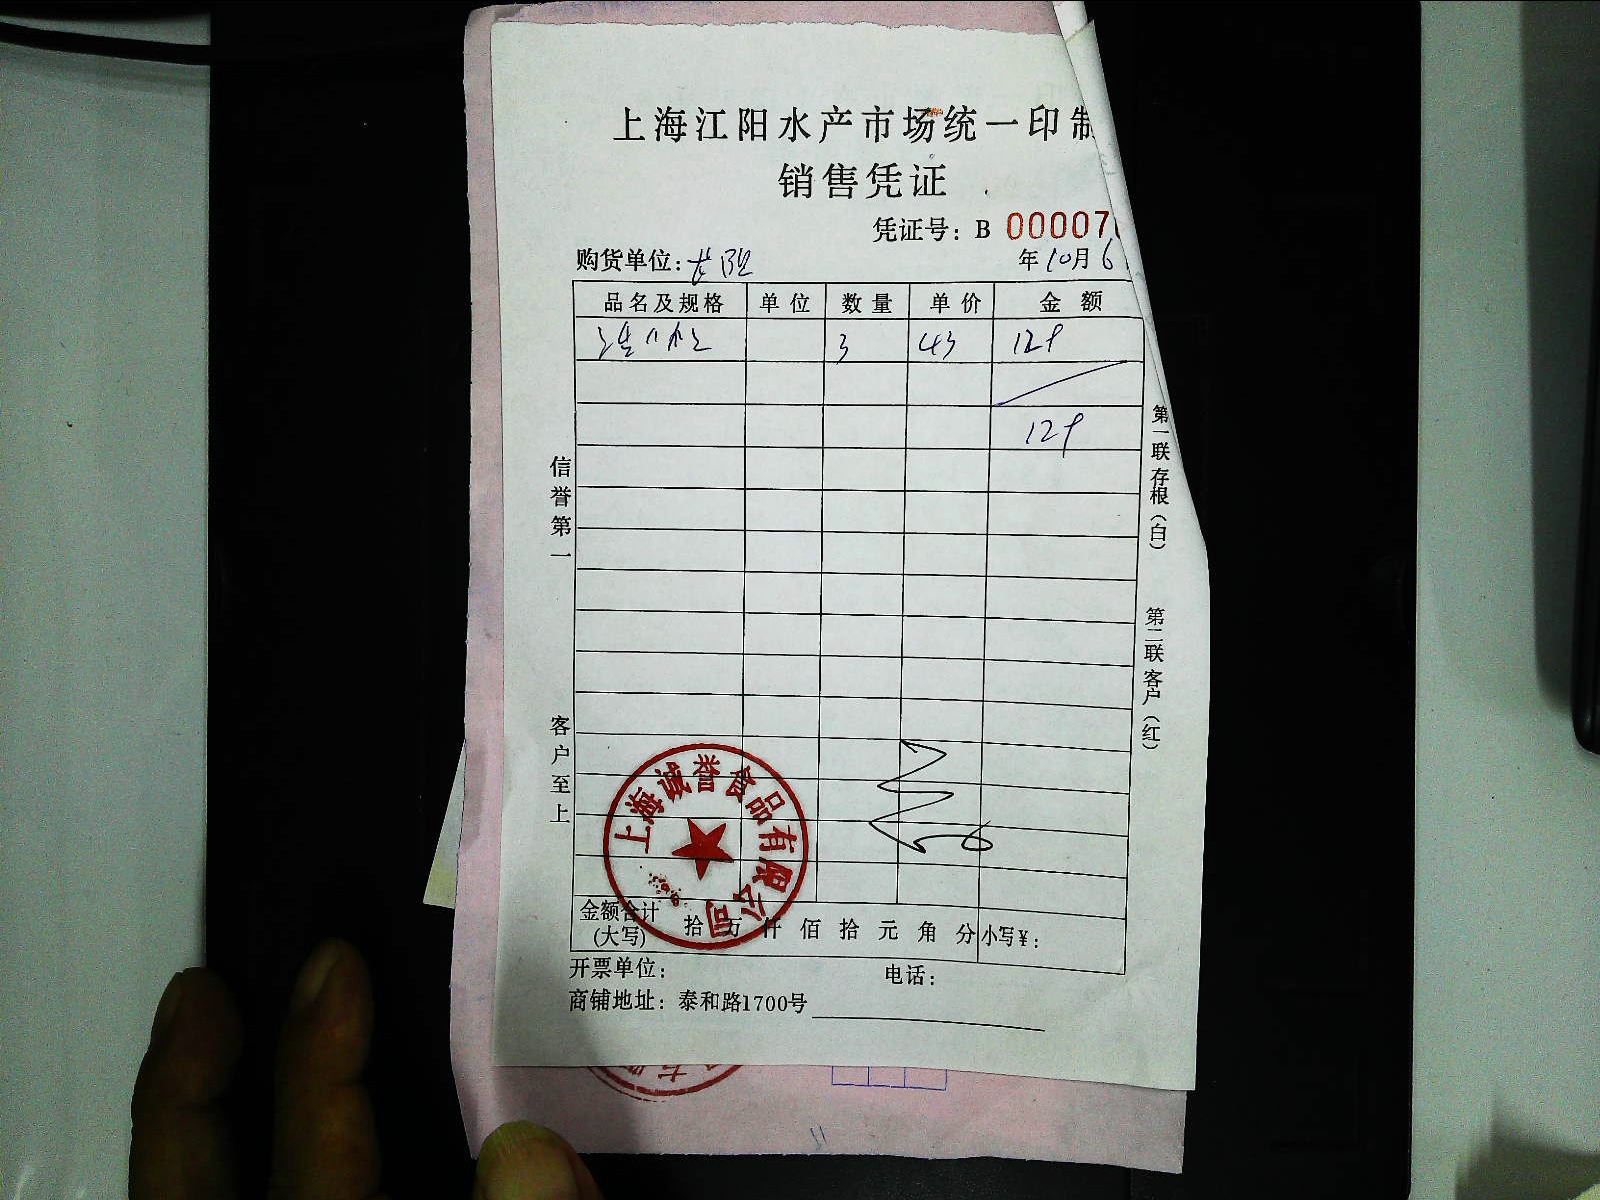 上海江阳水产市场统一印制
销售凭证
凭证号：B 00007
购货单位：长
年10月6
品名及规格 单位 数量 单价 金额
3 43 129
129
信誉第一
客户至上
第一联存根（白）
第二联客户（红）
上海诚誉食品有限公司
金额合计（大写） 拾万仟佰拾元角分 小写¥：
开票单位： 电话：
商铺地址：泰和路1700号